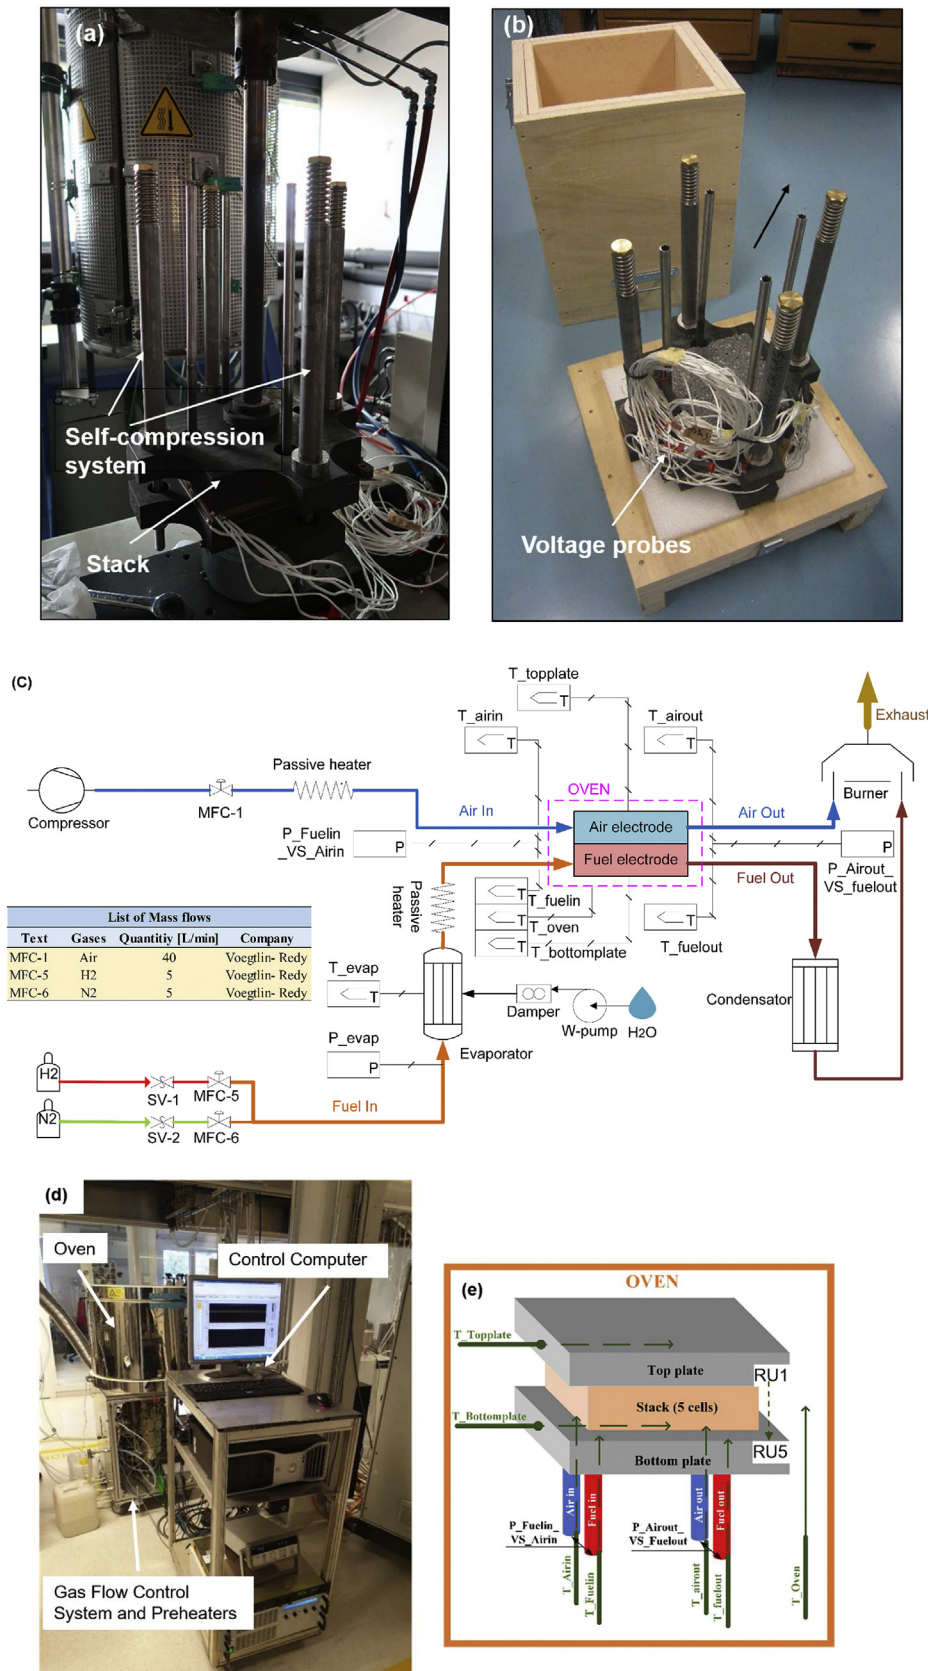 (a)
Self-compression
system
Stack
(b)
Voltage probes
(C)
T_topplate
T
T_airin
T
T_airout
T
Exhaust
Passive heater
Compressor
MFC-1
Air In
OVEN
Air electrode
Fuel electrode
Air Out
Burner
P_Fuelin
_VS_Airin
P
P
P_Airout_
VS_fuelout
Fuel Out
Passive
heater
T_fuelin
T_oven
T_bottomplate
T
T_fuelout
List of Mass flows
Text Gases Quantitiy [L/min] Company
MFC-1 Air 40 Voegtlin- Redy
MFC-5 H2 5 Voegtlin- Redy
MFC-6 N2 5 Voegtlin- Redy
T_evap
T
Damper
W-pump
H2O
Condensator
P_evap
P
Evaporator
H2
SV-1
MFC-5
Fuel In
N2
SV-2
MFC-6
(d)
Oven
Control Computer
Gas Flow Control
System and Preheaters
(e)
OVEN
T_Topplate
Top plate
RU1
Stack (5 cells)
T_Bottomplate
RU5
Bottom plate
Air in
Fuel in
Air out
Fuel out
P_Fuelin_
VS_Airin
P_Airout_
VS_Fuelout
T_Airin
T_Fuelin
T_airout
T_fuelout
T_Oven